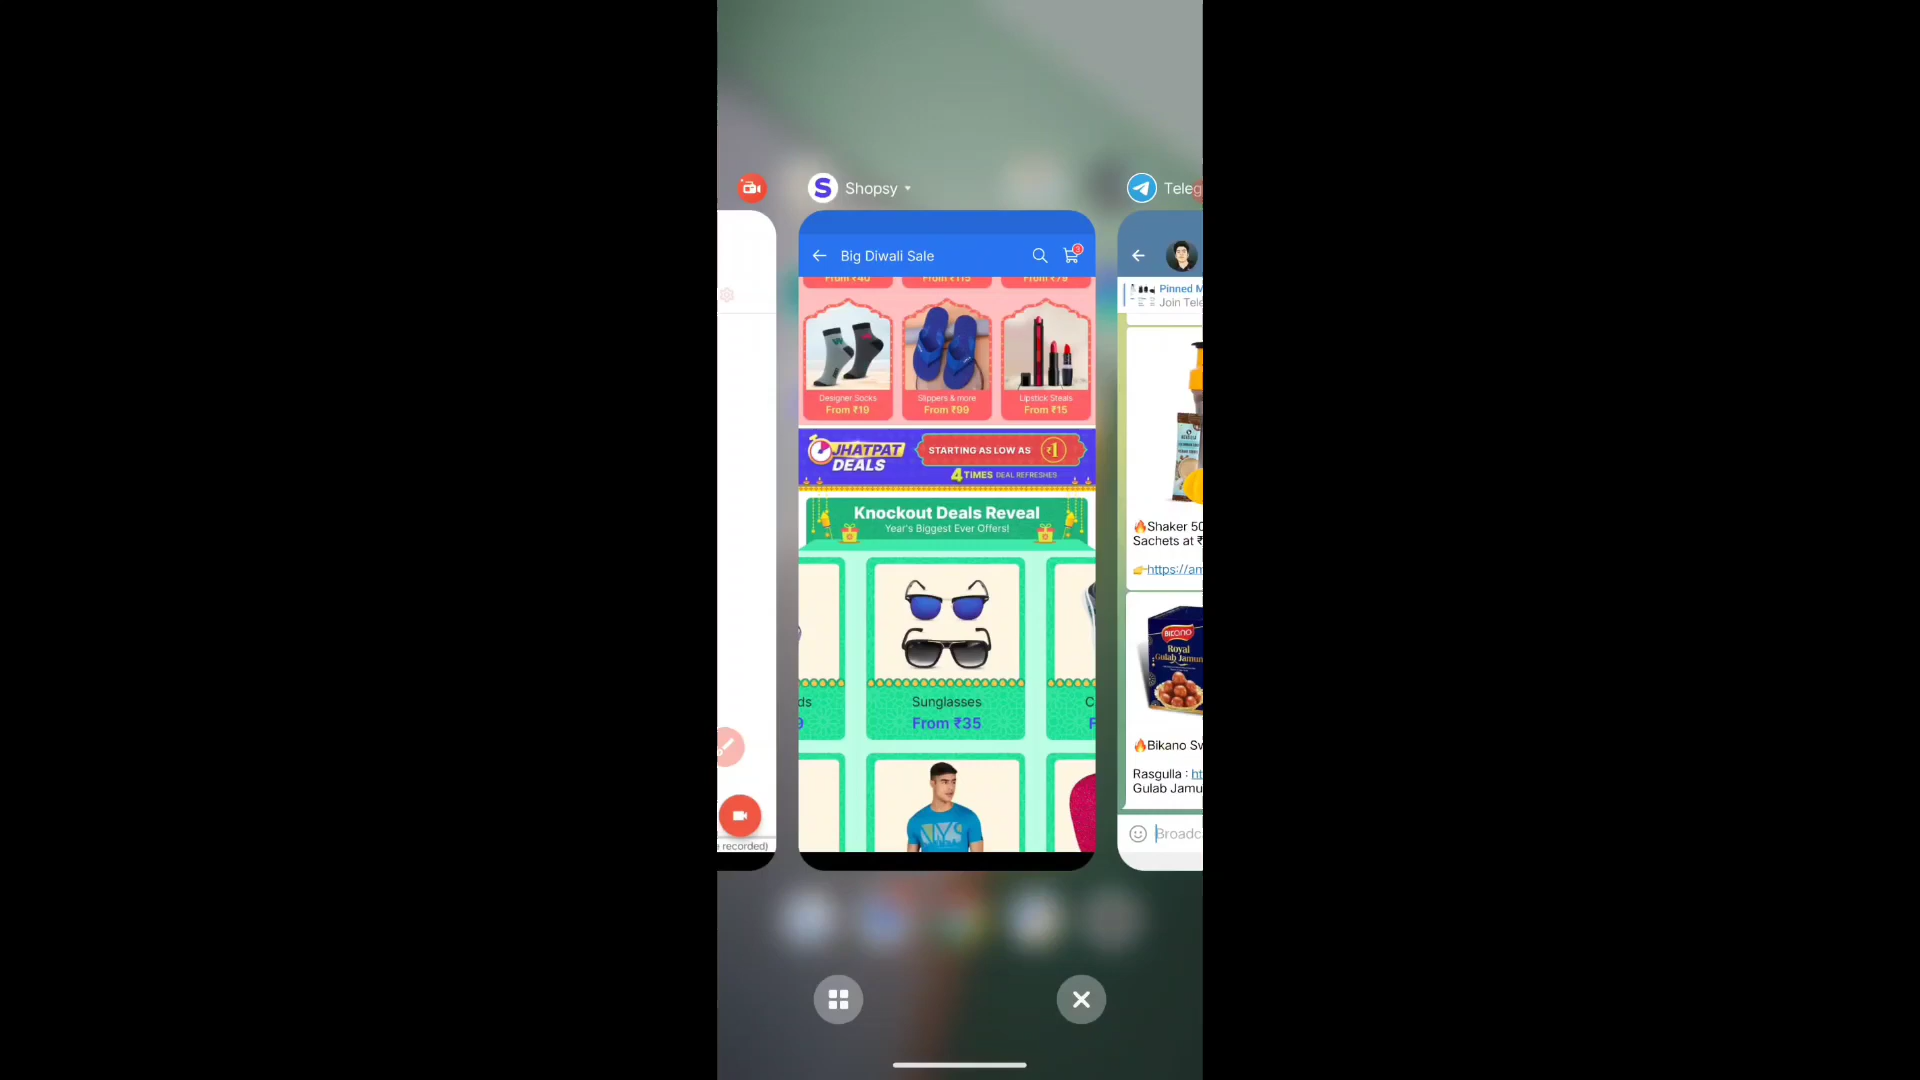 Shopsy
Teleg
Big Diwali Sale
3
From ₹40
From ₹115
From ₹79
Designer Socks
From ₹19
Slippers & more
From ₹99
Lipstick Steals
From ₹15
JHATPAT
DEALS
STARTING AS LOW AS ₹1
4 TIMES DEAL REFRESHES
Knockout Deals Reveal
Year's Biggest Ever Offers!
ds
9
Sunglasses
From ₹35
C
F
e recorded)
Pinned M
Join Tele
🔥Shaker 50
Sachets at ₹
👉https://am
BIKANO
Royal
Gulab Jamun
🔥Bikano Sw
Rasgulla : ht
Gulab Jamu
Broadc